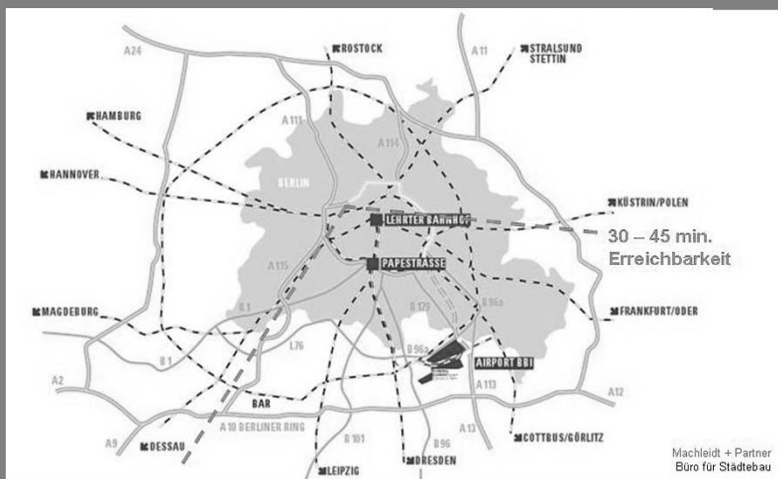 A24
ROSTOCK
A11
STRALSUND
STETTIN
HAMBURG
A111
A114
HANNOVER
BERLIN
KÜSTRIN/POLEN
LEHRTER BAHNHOF
30 – 45 min.
Erreichbarkeit
PAPESTRASSE
A115
B 1
B 129
B 96a
MAGDEBURG
FRANKFURT/ODER
B 1
L76
B 96a
AIRPORT BBI
A2
BAR
A113
A12
A10 BERLINER RING
A9
DESSAU
B 101
B 96
A13
COTTBUS/GÖRLITZ
LEIPZIG
DRESDEN
Machleidt + Partner
Büro für Städtebau